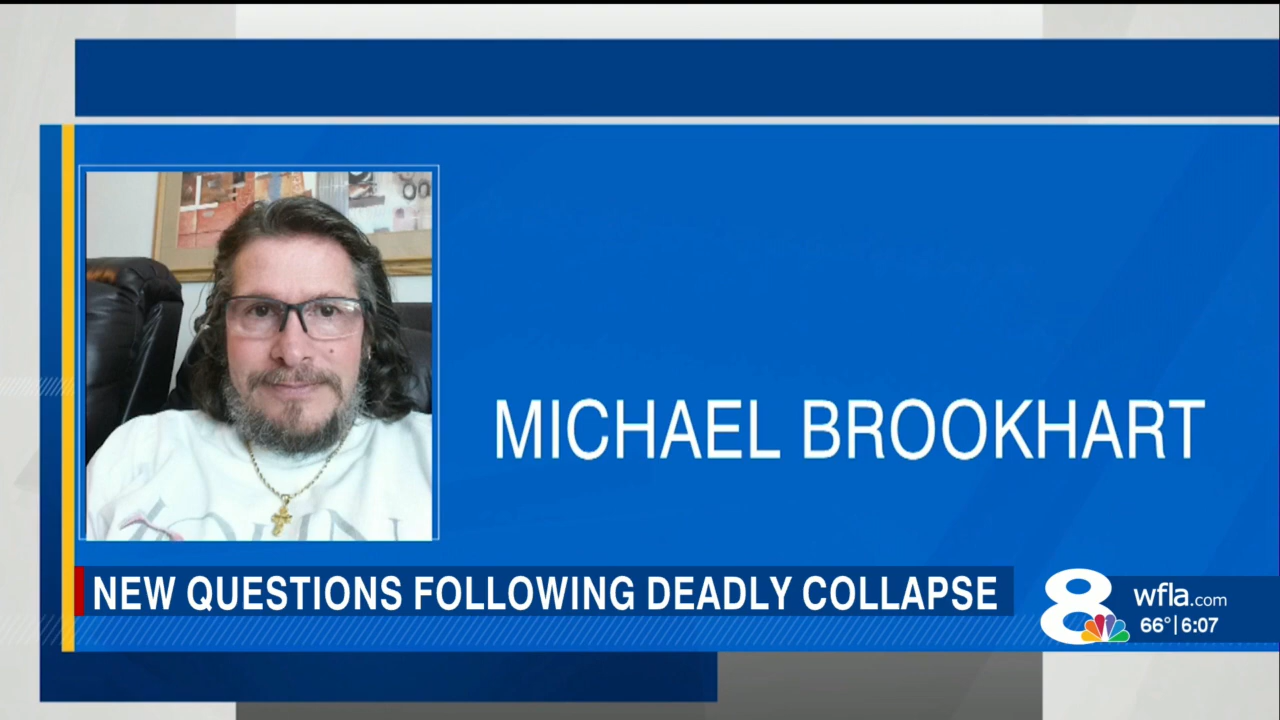 MICHAEL BROOKHART
NEW QUESTIONS FOLLOWING DEADLY COLLAPSE
8
wfla.com
66° | 6:07